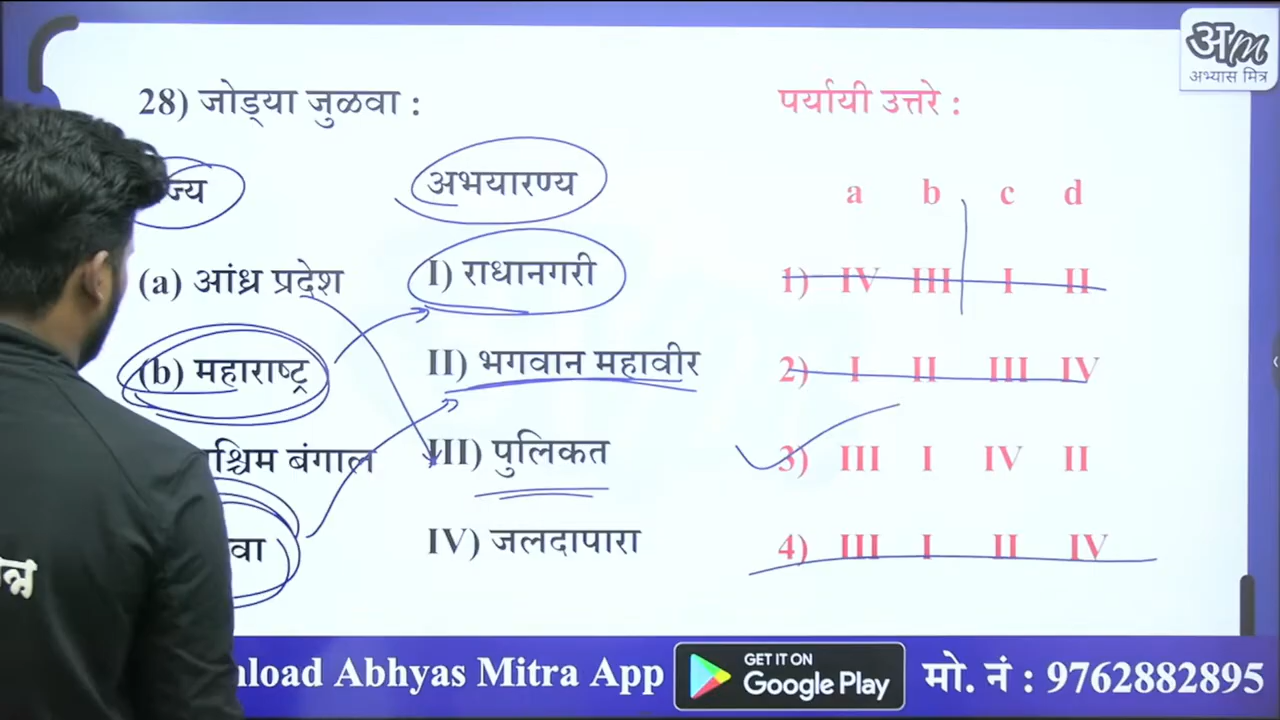 अm
अभ्यास मित्र
28) जोड्या जुळवा :
पर्यायी उत्तरे :
अभयारण्य
a b c d
(a) आंध्र प्रदेश
I) राधानगरी
1) IV III I II
(b) महाराष्ट्र
II) भगवान महावीर
2) I II III IV
बंगाल
III) पुलिकत
3) III I IV II
IV) जलदापारा
4) III I II IV
Abhyas Mitra App
GET IT ON
Google Play
मो. नं : 9762882895